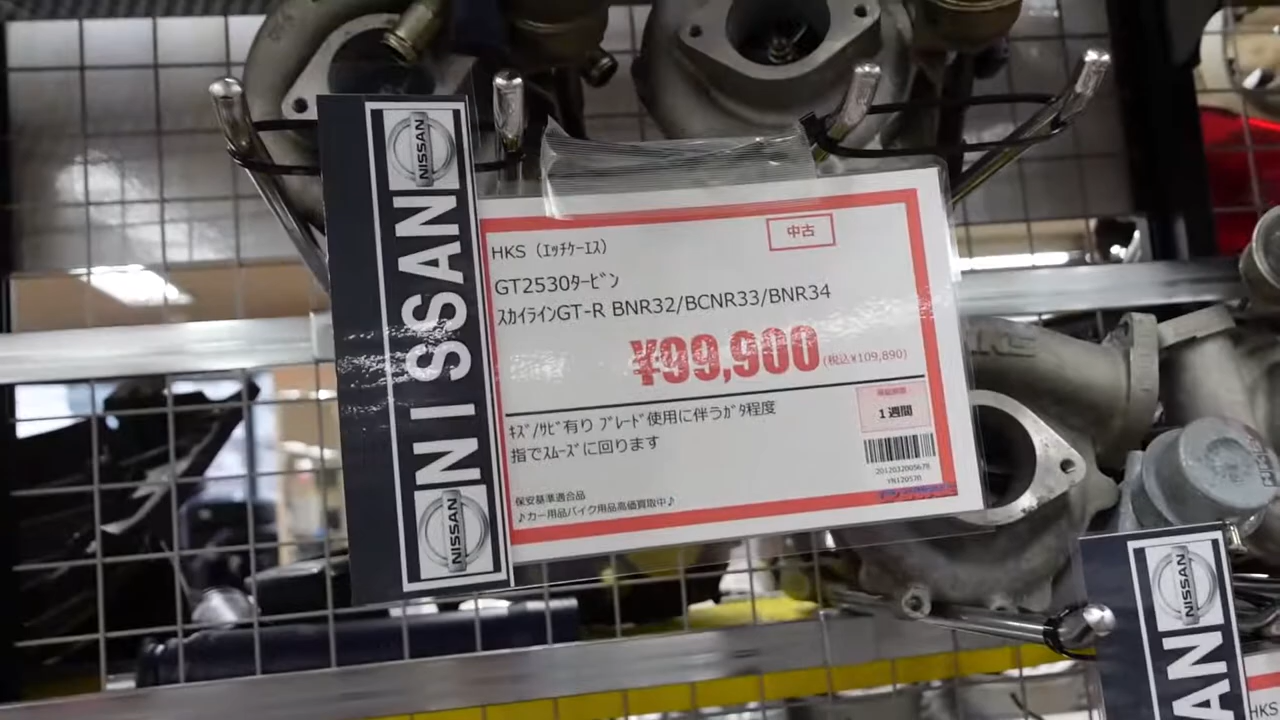 NISSAN
NISSAN
NISSAN
HKS（ｴｯﾁｹｰｴｽ）
中古
GT2530ﾀｰﾋﾞﾝ
ｽｶｲﾗｲﾝGT-R BNR32/BCNR33/BNR34
¥99,900(税込¥109,890)
ｷｽﾞ/ｻﾋﾞ有り ﾌﾞﾚｰﾄﾞ使用に伴うｶﾞﾀ程度
指でｽﾑｰｽﾞに回ります
1週間
保安基準適合品
♪カー用品バイク用品高価買取中♪
NISSAN
AN
HKS